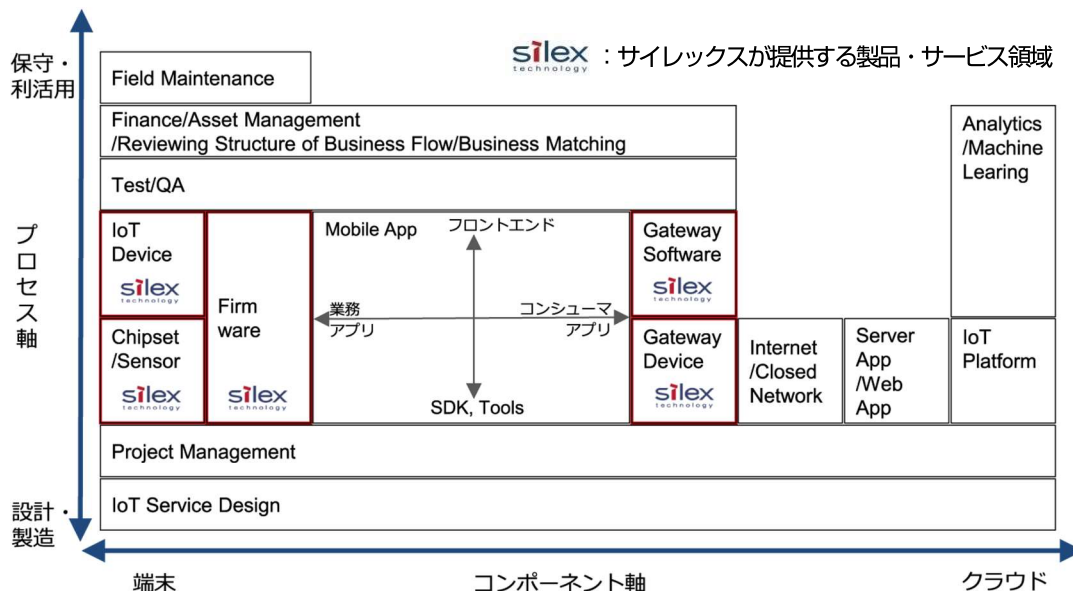 保守・
利活用
silex
technology
：サイレックスが提供する製品・サービス領域
Field Maintenance
Finance/Asset Management
/Reviewing Structure of Business Flow/Business Matching
Analytics
/Machine
Learing
Test/QA
プロセス軸
IoT
Device
silex
technology
Chipset
/Sensor
silex
technology
Firm
ware
silex
technology
Mobile App
フロントエンド
業務
アプリ
コンシューマ
アプリ
SDK, Tools
Gateway
Software
silex
technology
Gateway
Device
silex
technology
Internet
/Closed
Network
Server
App
/Web
App
IoT
Platform
Project Management
IoT Service Design
設計・
製造
端末
コンポーネント軸
クラウド